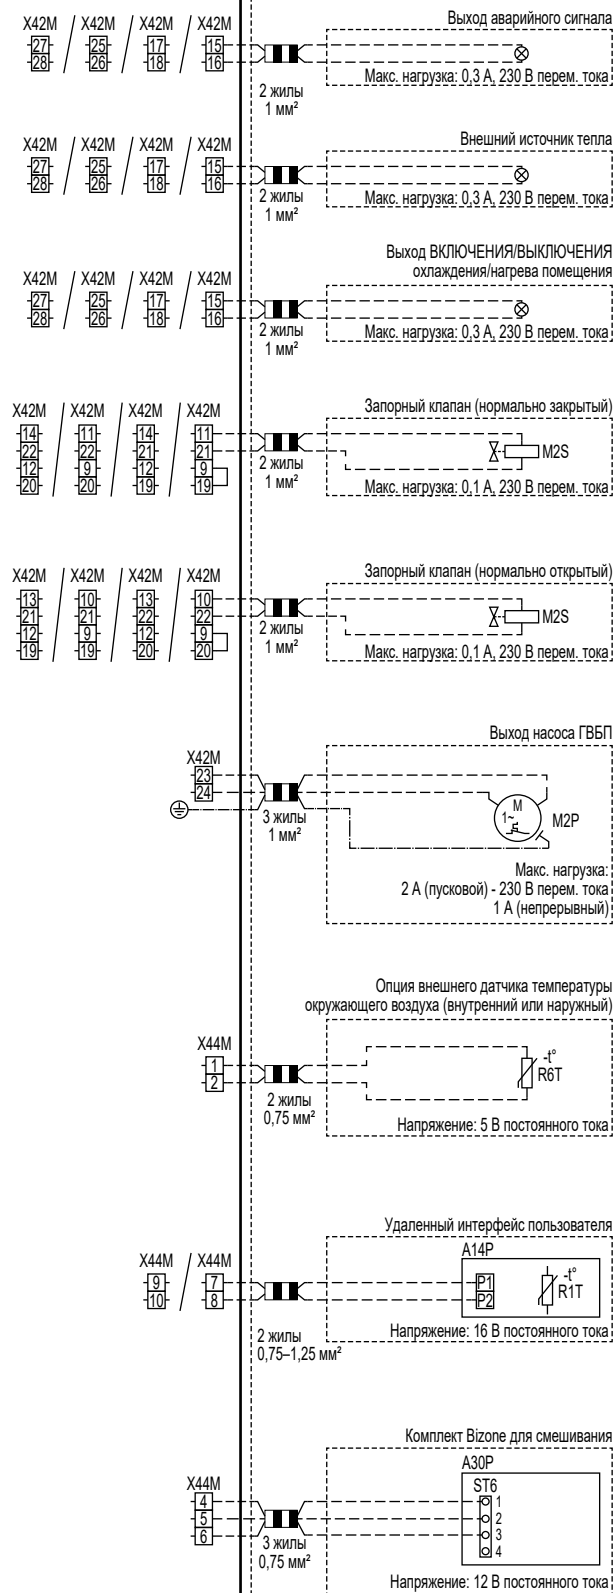 Выход аварийного сигнала
X42M X42M X42M X42M
27 / 25 / 17 / 15
28 26 18 16
Макс. нагрузка: 0,3 А, 230 В перем. тока
2 жилы
1 мм²
Внешний источник тепла
X42M X42M X42M X42M
27 / 25 / 17 / 15
28 26 18 16
Макс. нагрузка: 0,3 А, 230 В перем. тока
2 жилы
1 мм²
Выход ВКЛЮЧЕНИЯ/ВЫКЛЮЧЕНИЯ
охлаждения/нагрева помещения
X42M X42M X42M X42M
27 / 25 / 17 / 15
28 26 18 16
Макс. нагрузка: 0,3 А, 230 В перем. тока
2 жилы
1 мм²
Запорный клапан (нормально закрытый)
X42M X42M X42M X42M
14 / 11 / 14 / 11
22 22 21 21
M2S
12 9 12 9
20 20 19 19
2 жилы
1 мм²
Макс. нагрузка: 0,1 А, 230 В перем. тока
Запорный клапан (нормально открытый)
X42M X42M X42M X42M
13 / 10 / 13 / 10
21 21 22 22
M2S
12 9 12 9
19 19 20 20
2 жилы
1 мм²
Макс. нагрузка: 0,1 А, 230 В перем. тока
Выход насоса ГВБП
X42M
23
24
3 жилы
1 мм²
M
1~
M2P
Макс. нагрузка:
2 А (пусковой) - 230 В перем. тока
1 А (непрерывный)
Опция внешнего датчика температуры
окружающего воздуха (внутренний или наружный)
X44M
1
2
2 жилы
0,75 мм²
-t°
R6T
Напряжение: 5 В постоянного тока
Удаленный интерфейс пользователя
X44M X44M
9 / 7
10 8
2 жилы
0,75–1,25 мм²
A14P
P1
P2
-t°
R1T
Напряжение: 16 В постоянного тока
Комплект Bizone для смешивания
X44M
4
5
6
3 жилы
0,75 мм²
A30P
ST6
1
2
3
4
Напряжение: 12 В постоянного тока